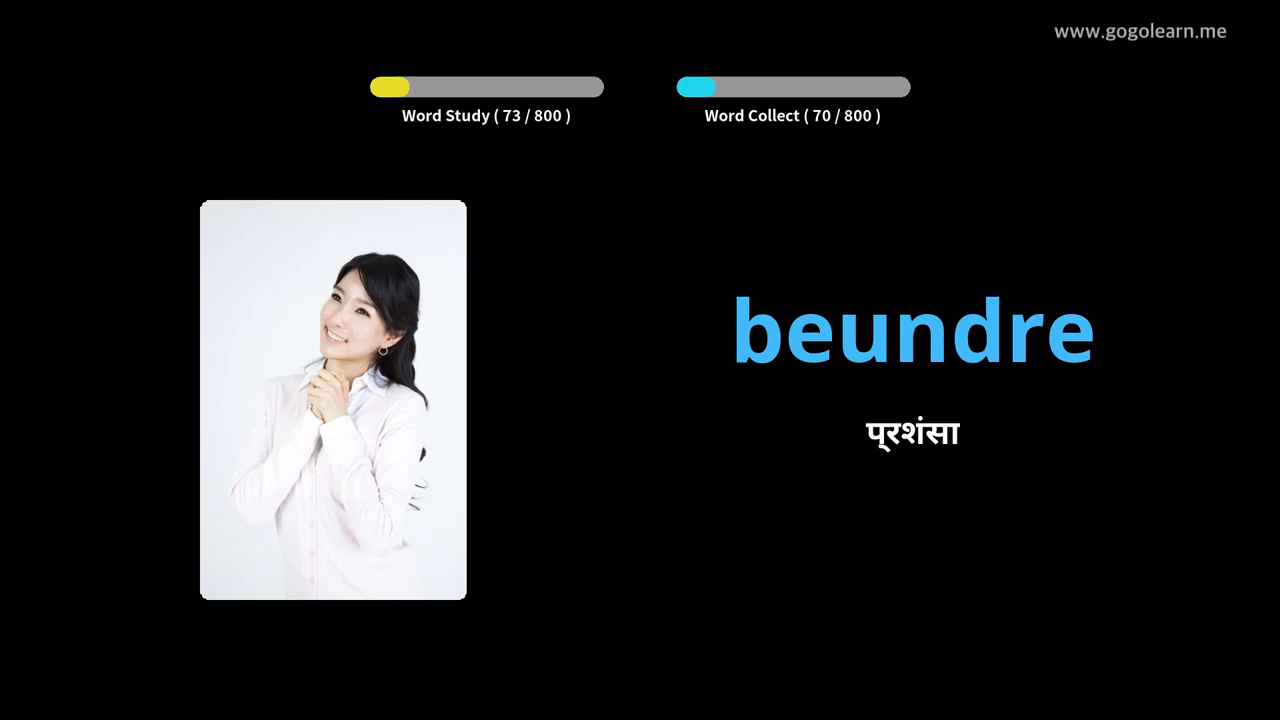 www.gogolearn.me
Word Study ( 73 / 800 )
Word Collect ( 70 / 800 )
beundre
प्रशंसा